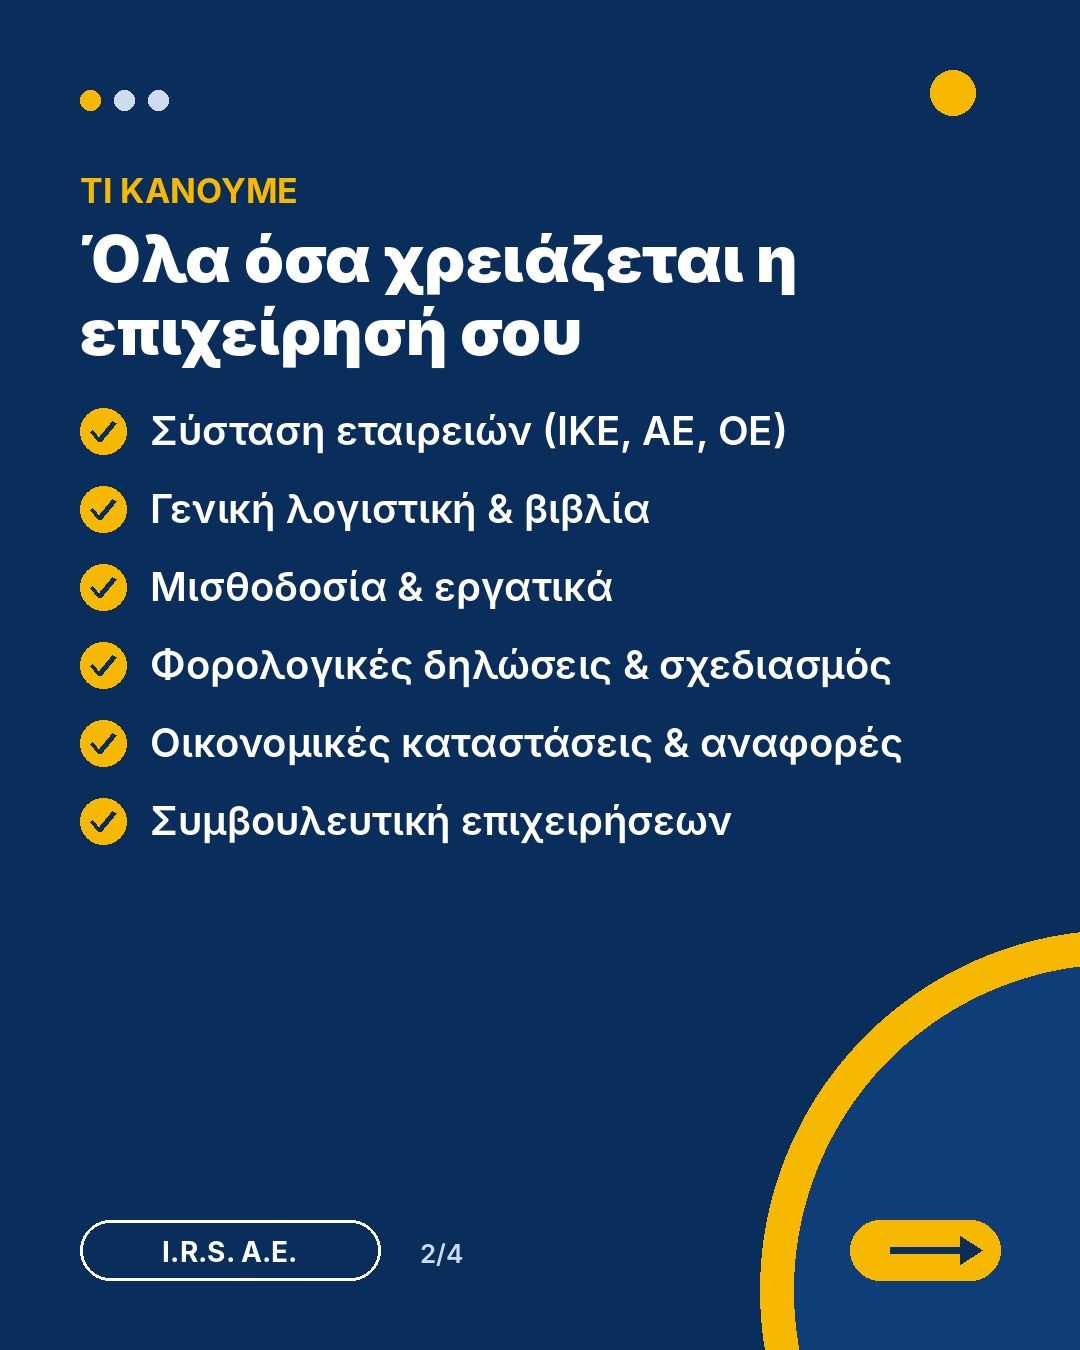 ΤΙ ΚΑΝΟΥΜΕ
Όλα όσα χρειάζεται η
επιχείρησή σου
Σύσταση εταιρειών (ΙΚΕ, ΑΕ, ΟΕ)
Γενική λογιστική & βιβλία
Μισθοδοσία & εργατικά
Φορολογικές δηλώσεις & σχεδιασμός
Οικονομικές καταστάσεις & αναφορές
Συμβουλευτική επιχειρήσεων
I.R.S. A.E.
2/4